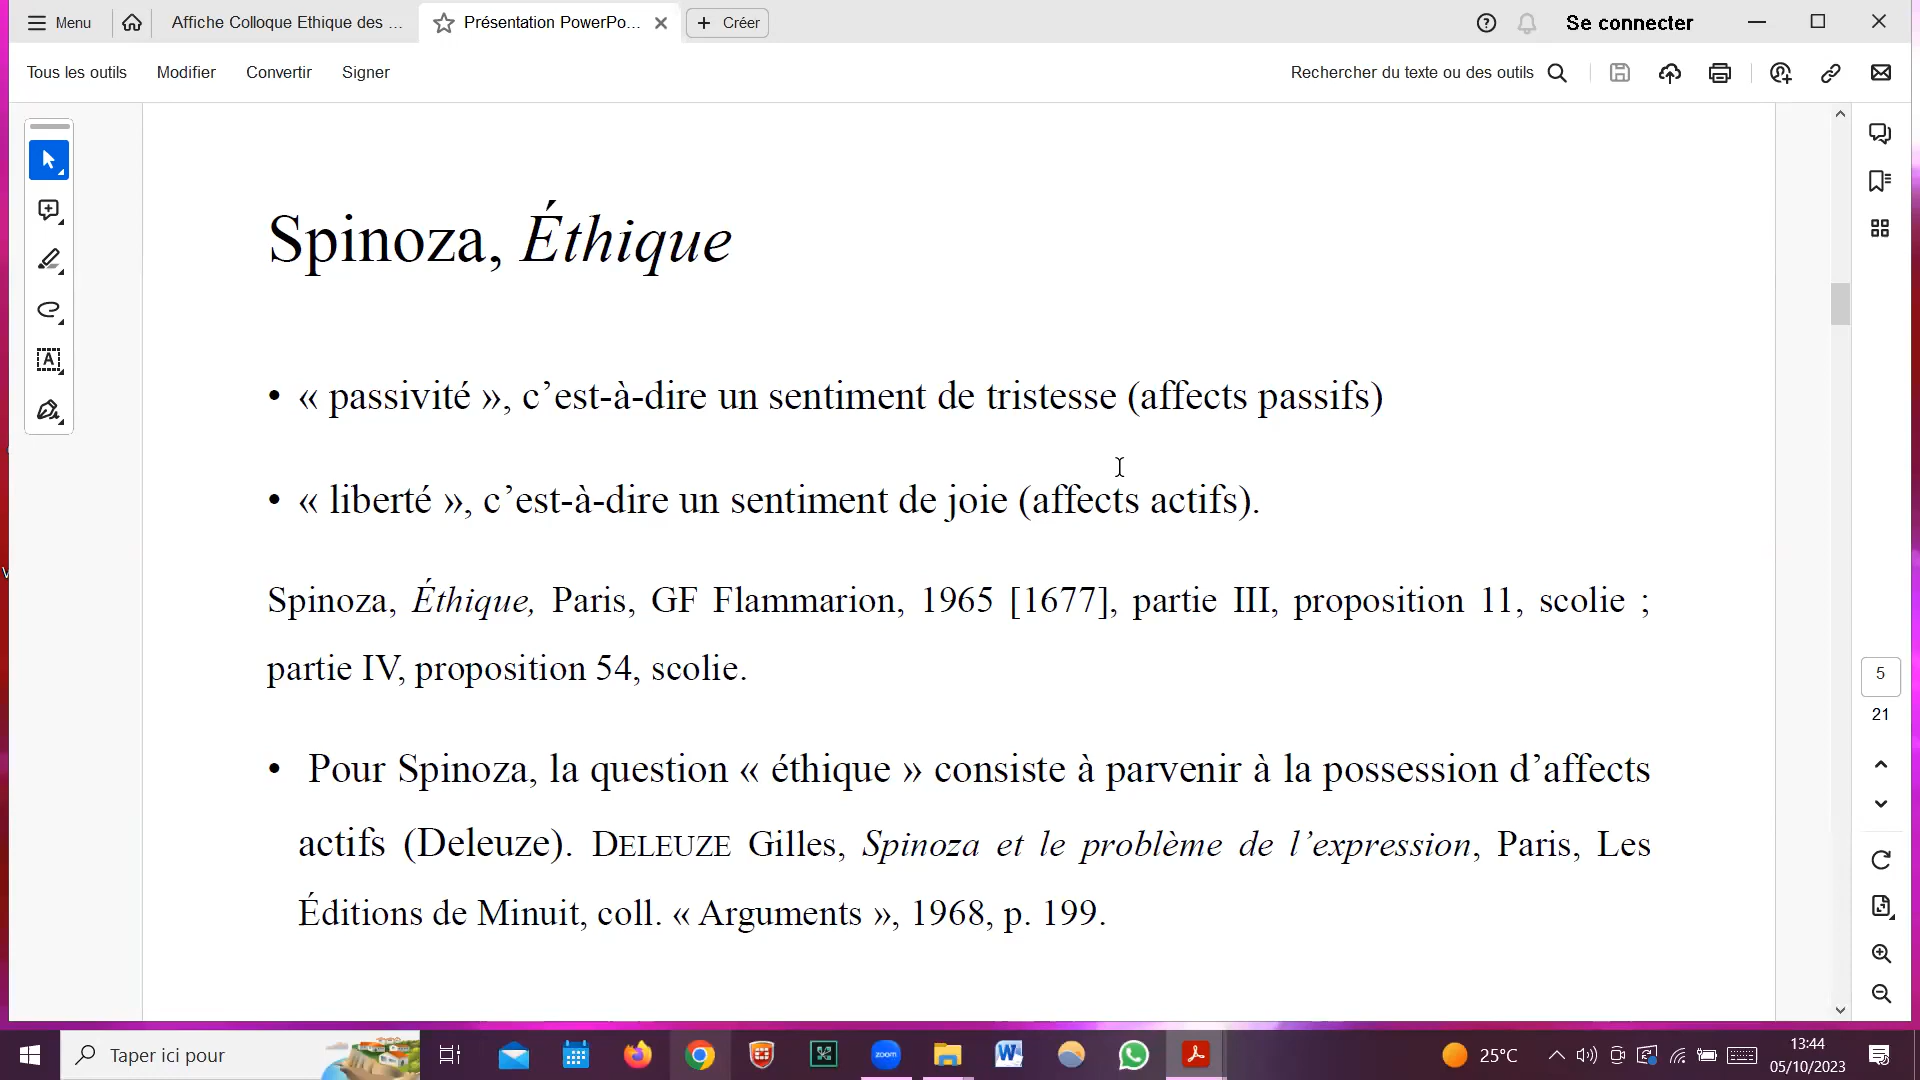 Menu
Affiche Colloque Ethique des ...
Présentation PowerPo...
Créer
Se connecter
Tous les outils
Modifier
Convertir
Signer
Rechercher du texte ou des outils
Spinoza, Éthique
• « passivité », c’est-à-dire un sentiment de tristesse (affects passifs)
• « liberté », c’est-à-dire un sentiment de joie (affects actifs).
Spinoza, Éthique, Paris, GF Flammarion, 1965 [1677], partie III, proposition 11, scolie ;
partie IV, proposition 54, scolie.
• Pour Spinoza, la question « éthique » consiste à parvenir à la possession d’affects
actifs (Deleuze). DELEUZE Gilles, Spinoza et le problème de l’expression, Paris, Les
Éditions de Minuit, coll. « Arguments », 1968, p. 199.
5
21
Taper ici pour
zoom
25°C
13:44
05/10/2023